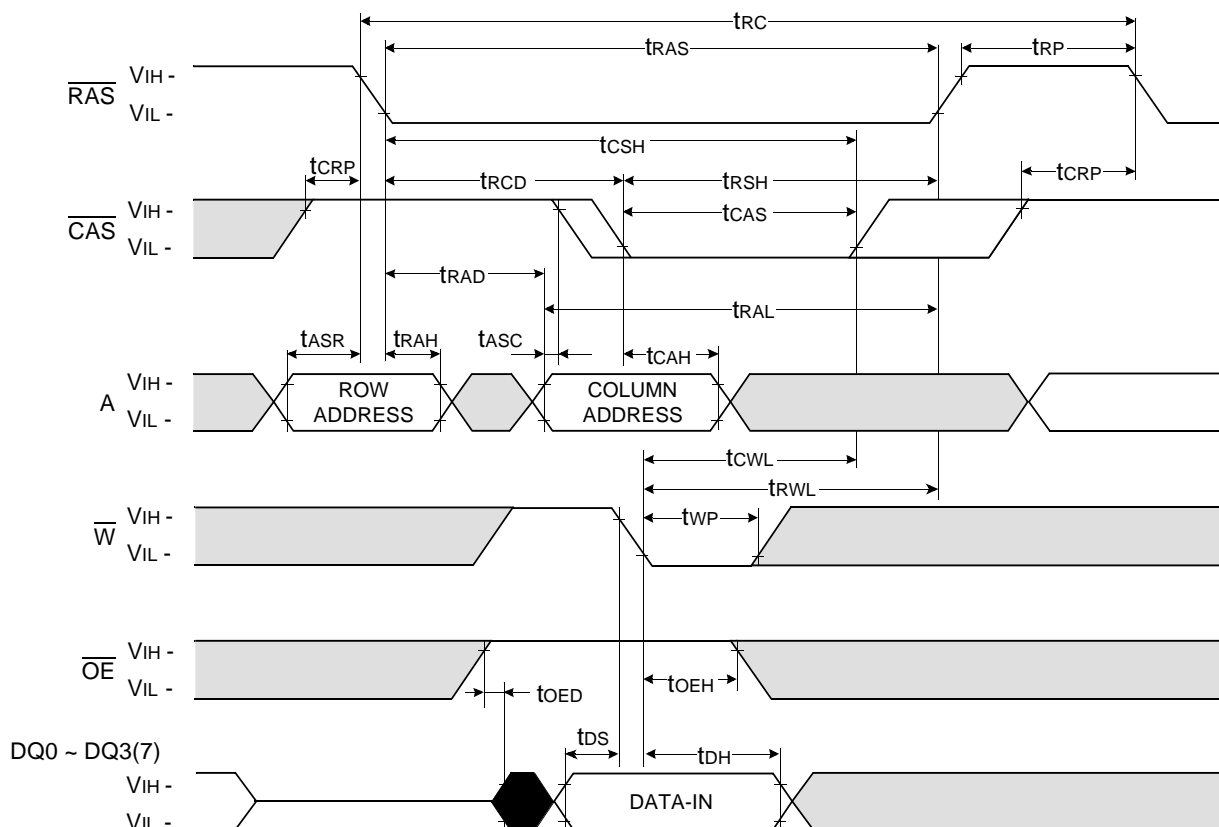 tRC
tRAS
tRP
RAS
VIH -
VIL -
tCSH
tCRP
tRCD
tRSH
tCRP
CAS
VIH -
VIL -
tCAS
tRAD
tRAL
tASR
tRAH
tASC
tCAH
A
VIH -
VIL -
ROW
ADDRESS
COLUMN
ADDRESS
tCWL
tRWL
W
VIH -
VIL -
tWP
OE
VIH -
VIL -
tOED
tOEH
DQ0 ~ DQ3(7)
tDS
tDH
VIH -
VIL -
DATA-IN